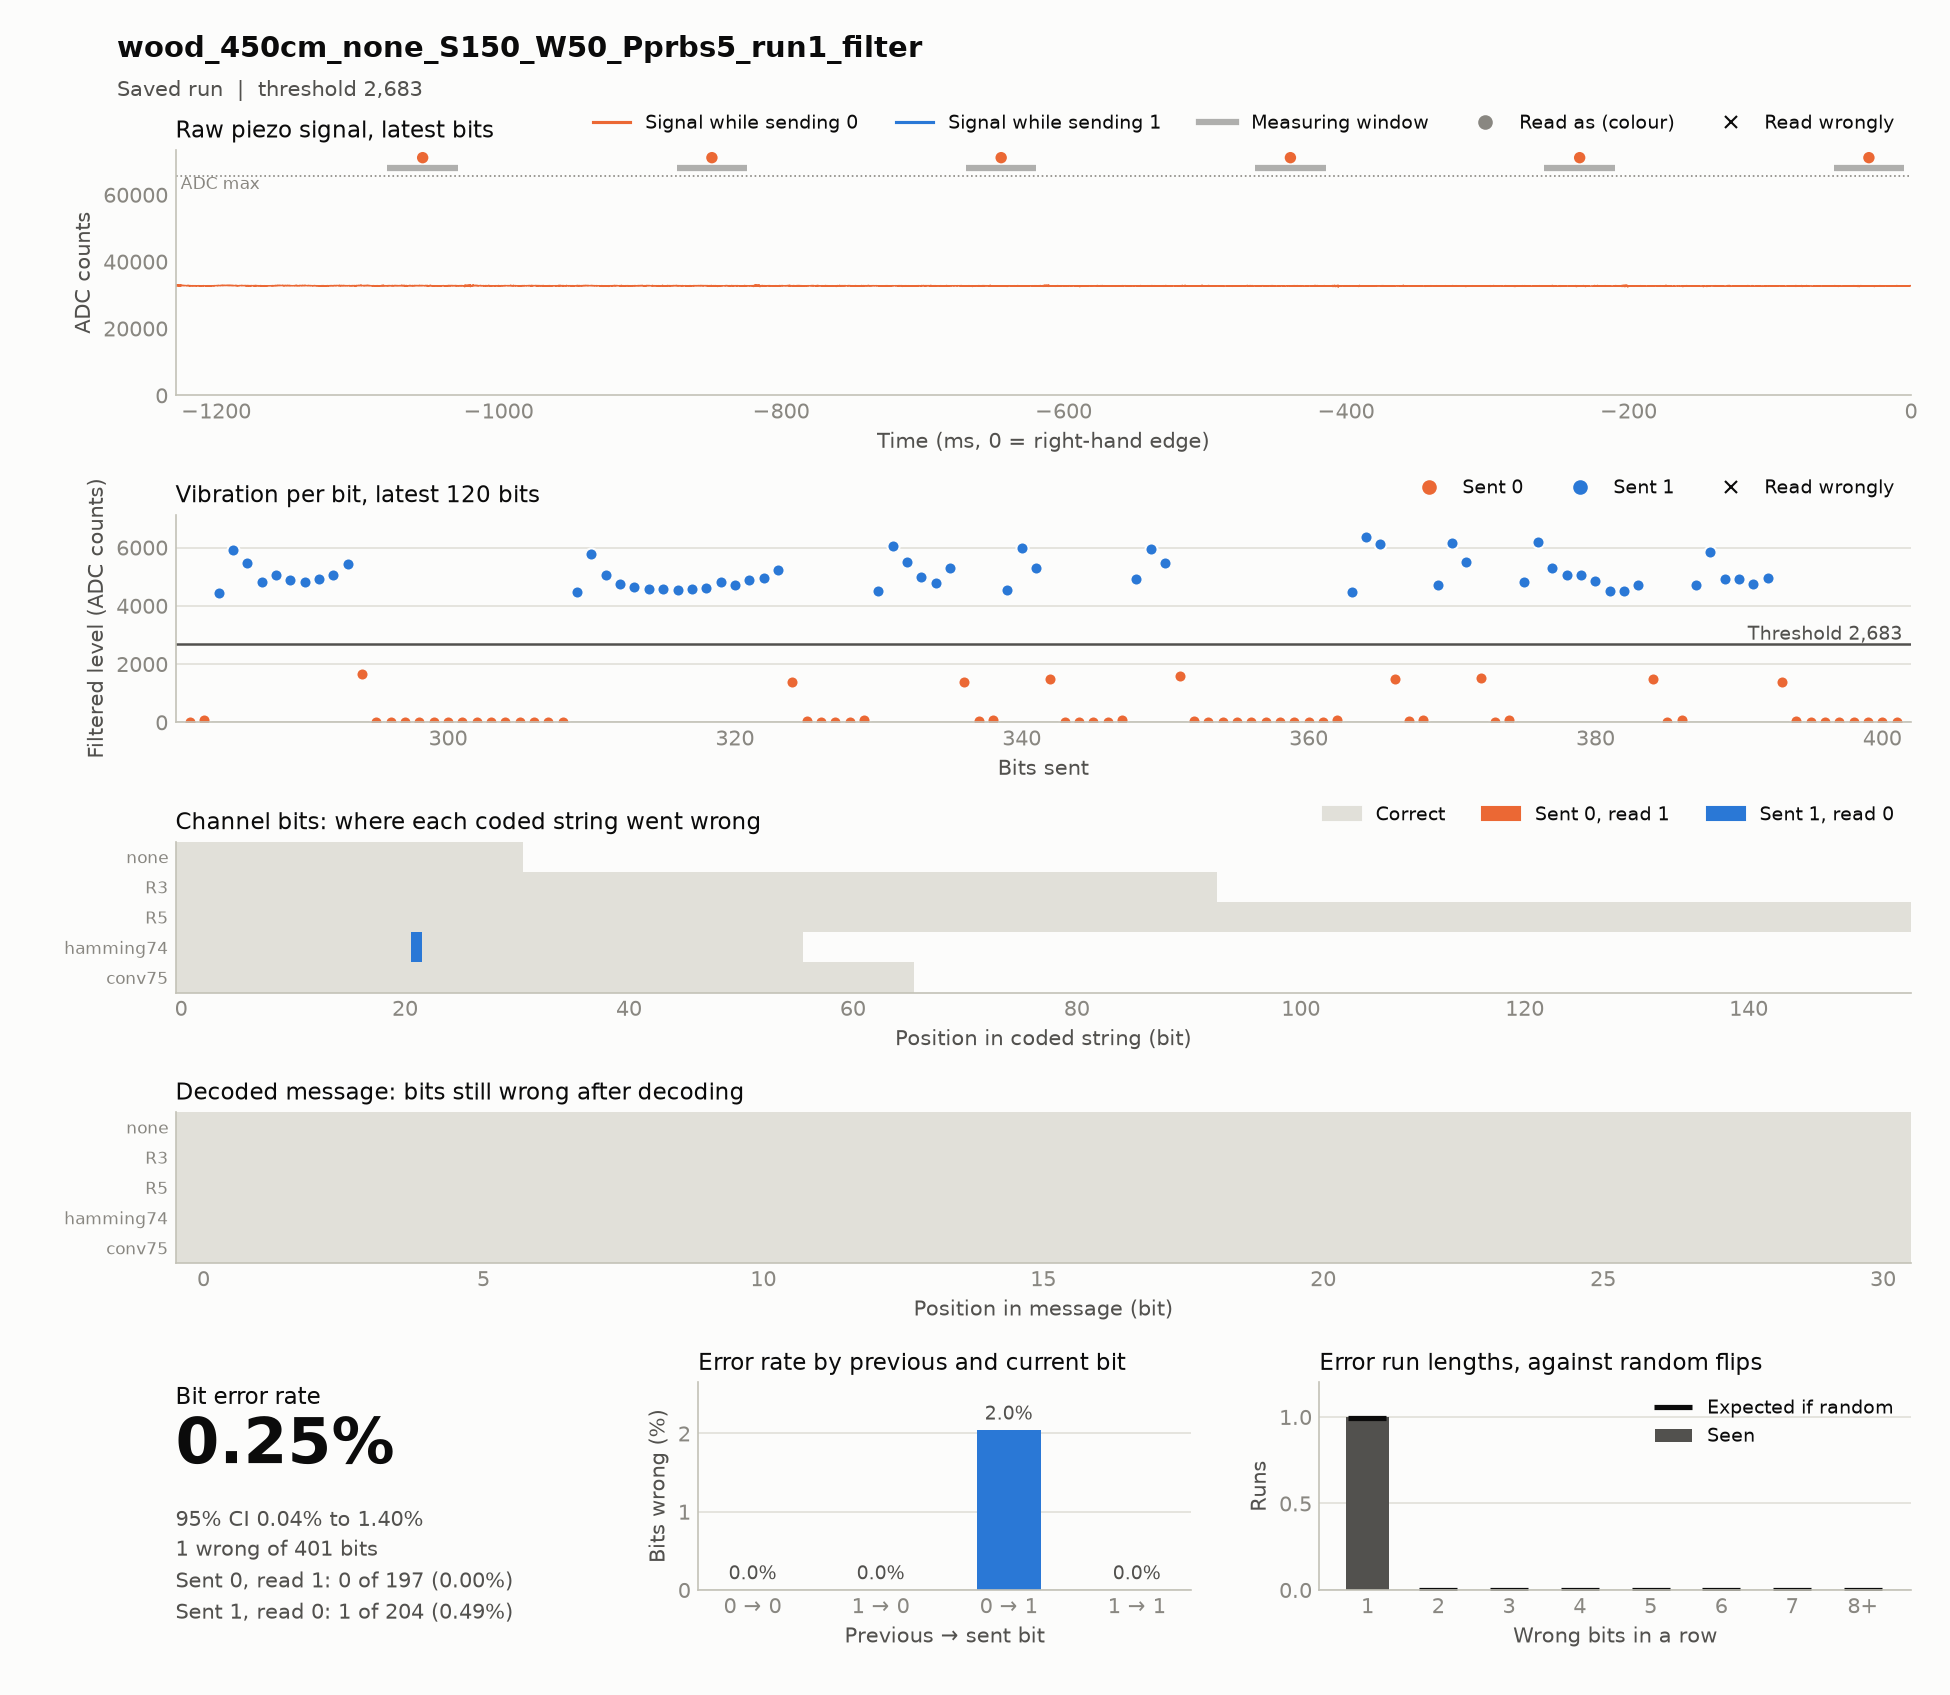 wood_450cm_none_S150_W50_Pprbs5_run1_filter
Saved run | threshold 2,683
Raw piezo signal, latest bits
Signal while sending 0
Signal while sending 1
Measuring window
Read as (colour)
Read wrongly
ADC max
ADC counts
60000
40000
20000
0
−1200 −1000 −800 −600 −400 −200 0
Time (ms, 0 = right-hand edge)
Vibration per bit, latest 120 bits
Sent 0
Sent 1
Read wrongly
Filtered level (ADC counts)
6000
4000
2000
0
Threshold 2,683
300 320 340 360 380 400
Bits sent
Channel bits: where each coded string went wrong
Correct
Sent 0, read 1
Sent 1, read 0
none
R3
R5
hamming74
conv75
0 20 40 60 80 100 120 140
Position in coded string (bit)
Decoded message: bits still wrong after decoding
none
R3
R5
hamming74
conv75
0 5 10 15 20 25 30
Position in message (bit)
Bit error rate
0.25%
95% CI 0.04% to 1.40%
1 wrong of 401 bits
Sent 0, read 1: 0 of 197 (0.00%)
Sent 1, read 0: 1 of 204 (0.49%)
Error rate by previous and current bit
Bits wrong (%)
2
1
0
0.0% 0.0% 2.0% 0.0%
0 → 0 1 → 0 0 → 1 1 → 1
Previous → sent bit
Error run lengths, against random flips
Expected if random
Seen
Runs
1.0
0.5
0.0
1 2 3 4 5 6 7 8+
Wrong bits in a row